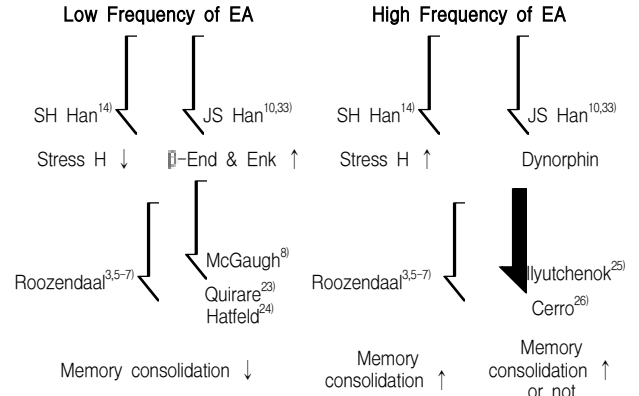 Low Frequency of EA
High Frequency of EA
SH Han14)
JS Han10,33)
SH Han14)
JS Han10,33)
Stress H ↓
β-End & Enk ↑
Stress H ↑
Dynorphin
Roozendaal3,5-7)
McGaugh8)
Quirare23)
Hatfeld24)
Roozendaal3,5-7)
Ilyutchenok25)
Cerro26)
Memory consolidation ↓
Memory
consolidation ↑
Memory
consolidation ↑
or not